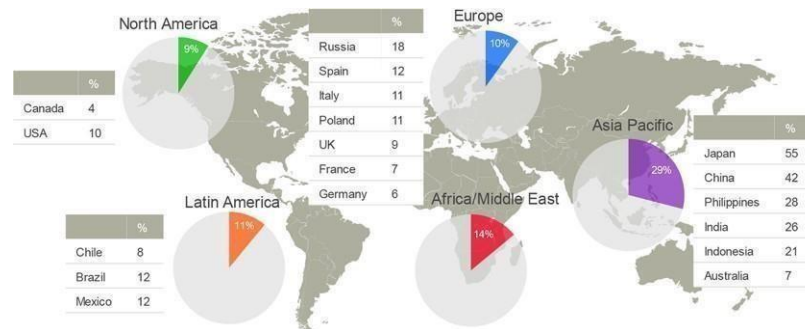 North America
9%
%
Canada 4
USA 10
%
Russia 18
Spain 12
Italy 11
Poland 11
UK 9
France 7
Germany 6
Europe
10%
Asia Pacific
29%
%
Japan 55
China 42
Philippines 28
India 26
Indonesia 21
Australia 7
Latin America
11%
%
Chile 8
Brazil 12
Mexico 12
Africa/Middle East
14%